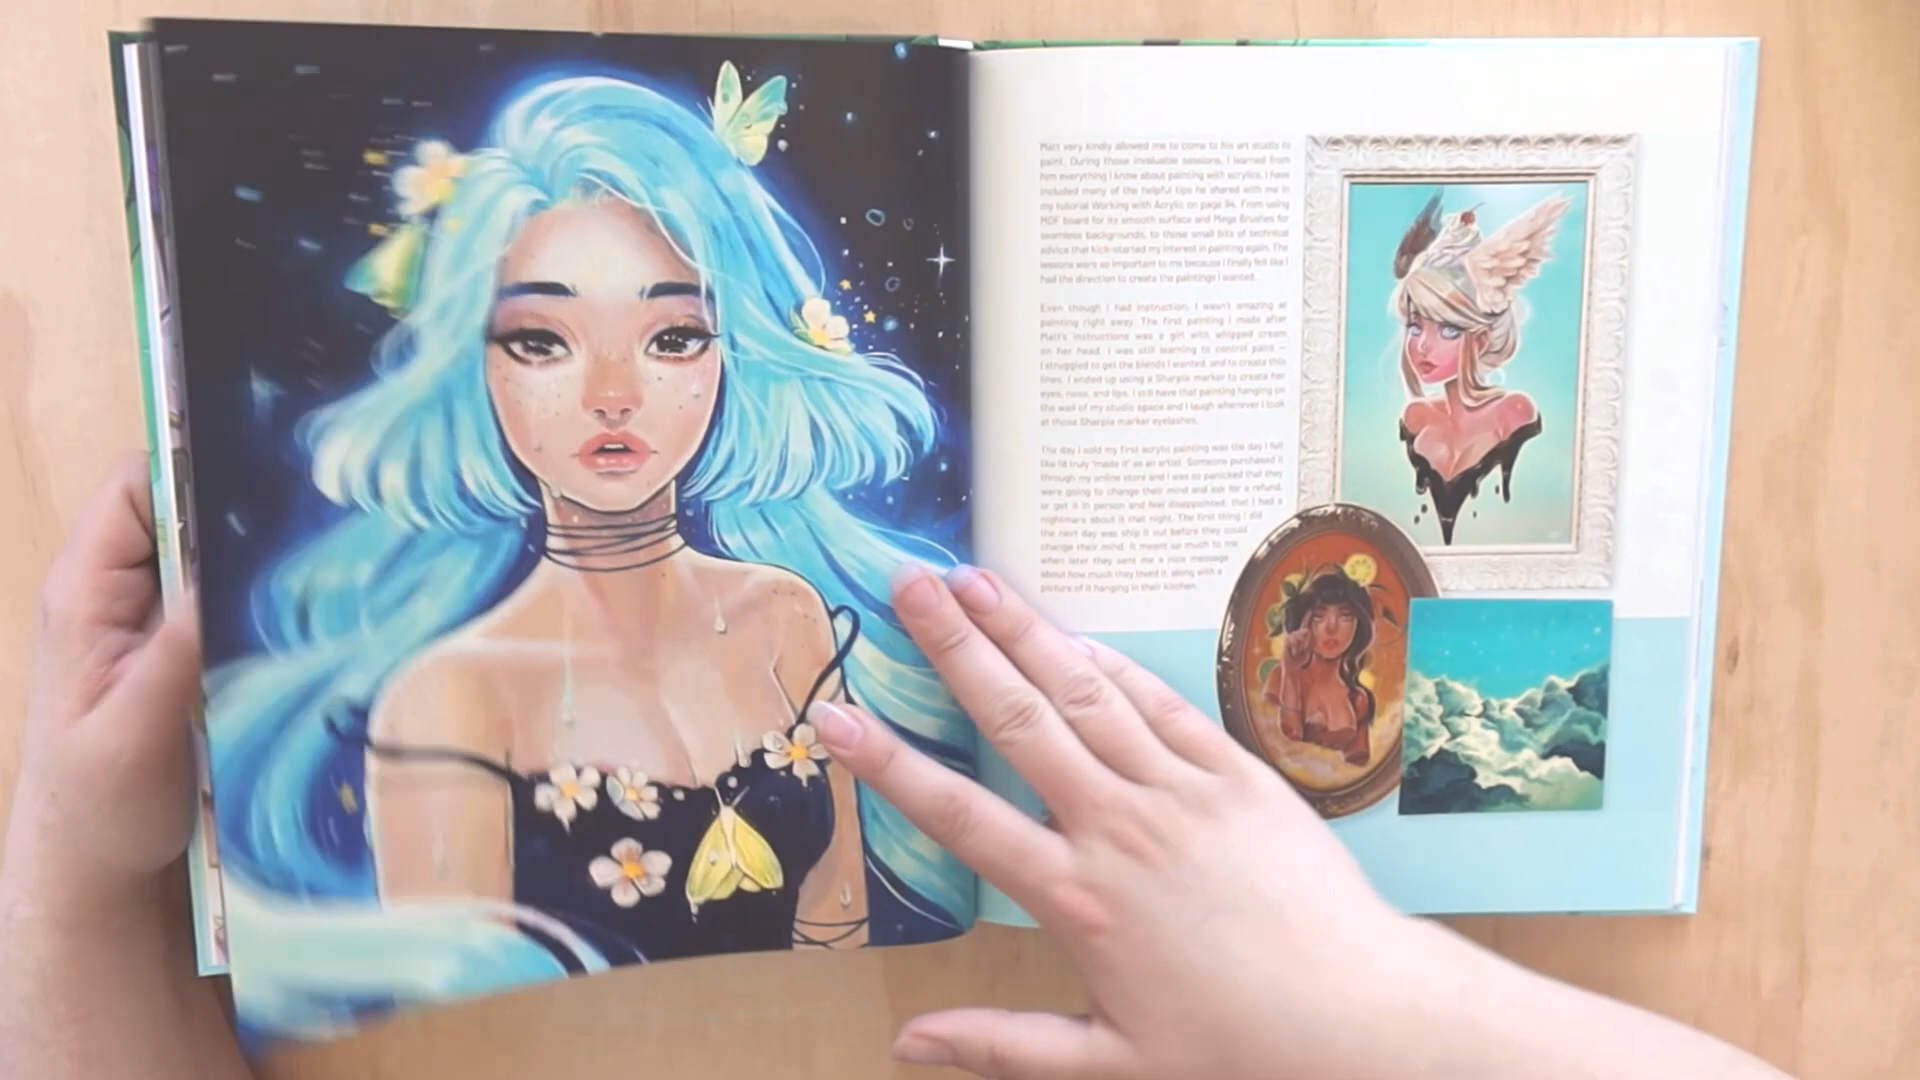 Matt very kindly allowed me to come to his art studio to
paint. During those invaluable sessions, I learned from
him everything I know about painting with acrylics. I have
included many of the helpful tips he shared with me in
my tutorial Working with Acrylic on page 94. From using
MDF board for its smooth surface and Mega Brushes for
seamless backgrounds, to those small bits of technical
advice that kick-started my interest in painting again. The
lessons were so important to me because I finally felt like I
had the direction to create the paintings I wanted.
Even though I had instruction, I wasn't amazing at
painting right away. The first painting I made after
Matt's instructions was a girl with whipped cream
on her head. I was still learning to control paint –
I struggled to get the blends I wanted, and to create thin
lines. I ended up using a Sharpie marker to create her
eyes, nose, and lips. I still have that painting hanging on
the wall of my studio space and I laugh whenever I look
at those Sharpie marker eyelashes.
The day I sold my first acrylic painting was the day I felt
like I'd truly "made it" as an artist. Someone purchased it
through my online store and I was so panicked that they
were going to change their mind and ask for a refund,
or get it in person and feel disappointed, that I had a
nightmare about it that night. The first thing I did
the next day was ship it out before they could
change their mind. It meant so much to me
when later they sent me a nice message
about how much they loved it, along with a
picture of it hanging in their kitchen.